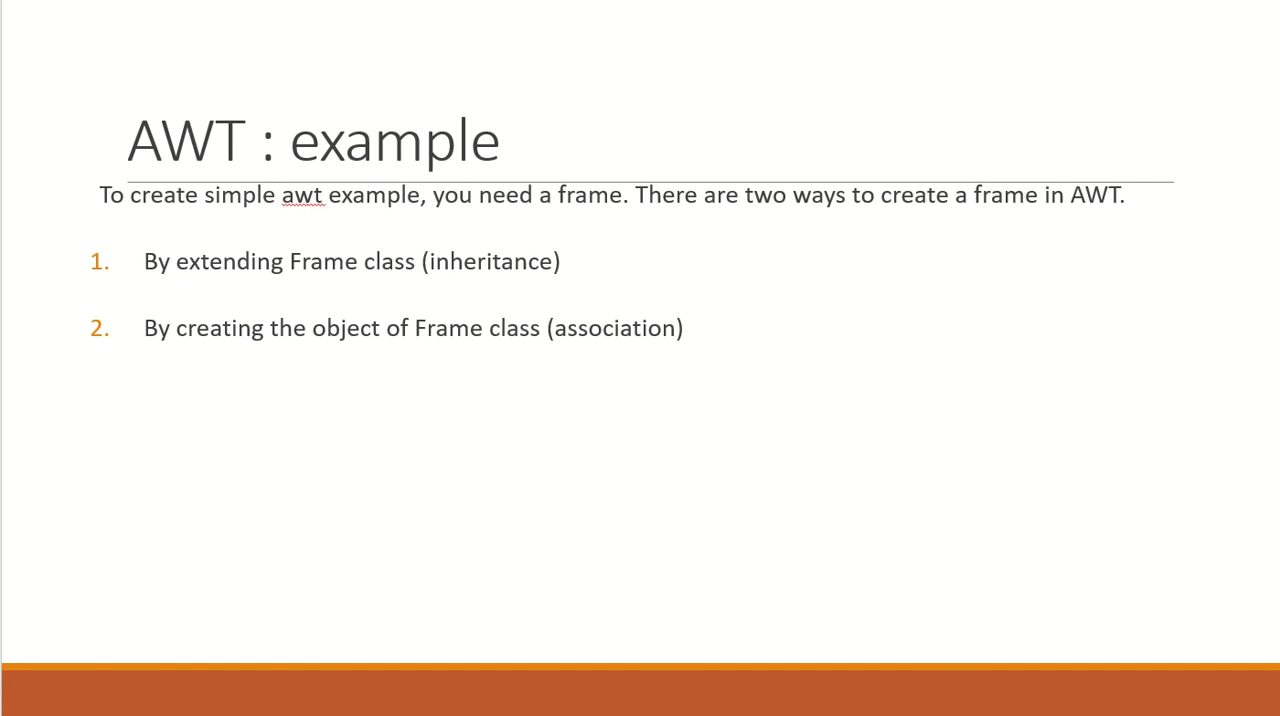 AWT : example
To create simple awt example, you need a frame. There are two ways to create a frame in AWT.
1. By extending Frame class (inheritance)
2. By creating the object of Frame class (association)